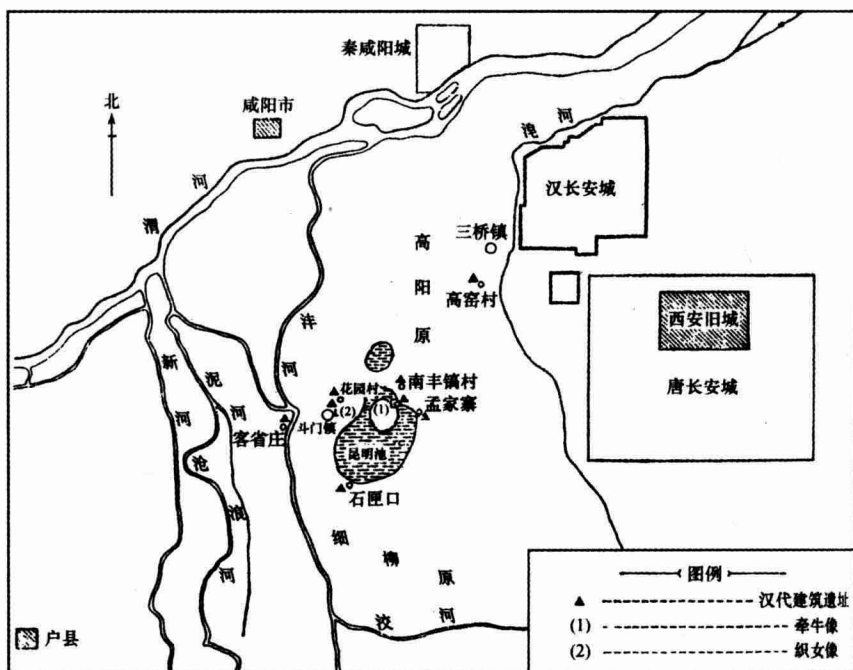 秦咸阳城
北
咸阳市
渭河
皂河
汉长安城
三桥镇
高阳原
高窑村
西安旧城
唐长安城
沣河
新河
泥河
沧浪河
花园村
南丰镐村
(1)
(2)
斗门镇
孟家寨
客省庄
昆明池
石匣口
细柳原
洨河
户县
图例
▲ 汉代建筑遗址
(1) 牵牛像
(2) 织女像